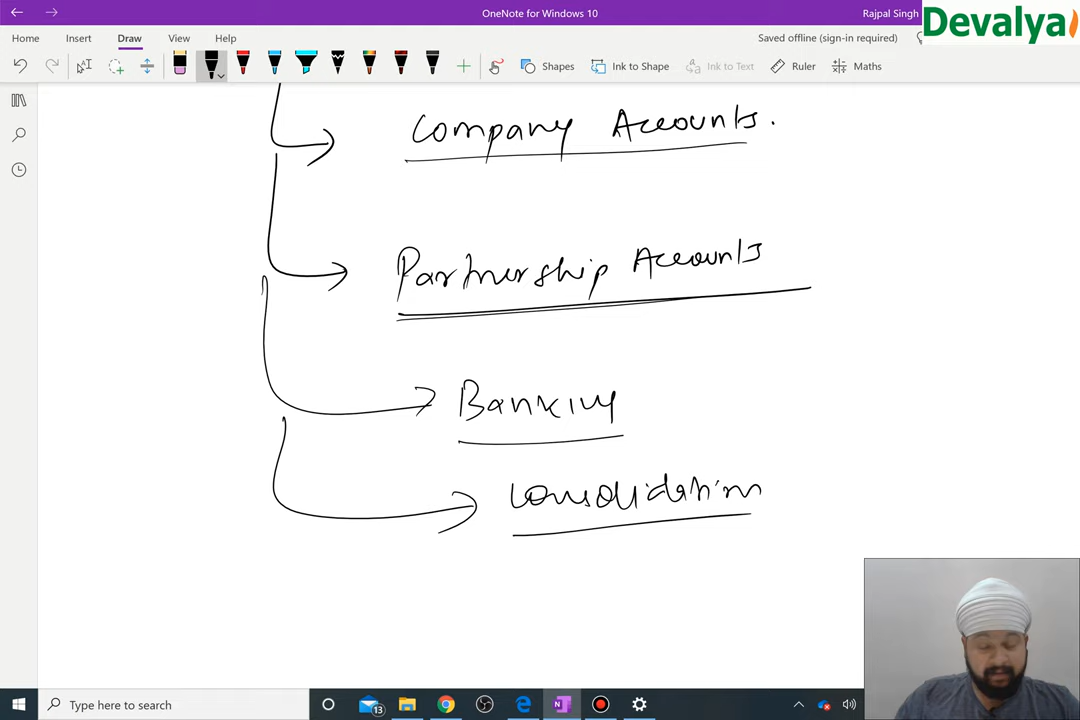 OneNote for Windows 10
Rajpal Singh
Devalya
Home Insert Draw View Help
Saved offline (sign-in required)
Shapes Ink to Shape Ink to Text Ruler Maths
Company Accounts.
Partnership Accounts
Banking
Consolidation
Type here to search
13